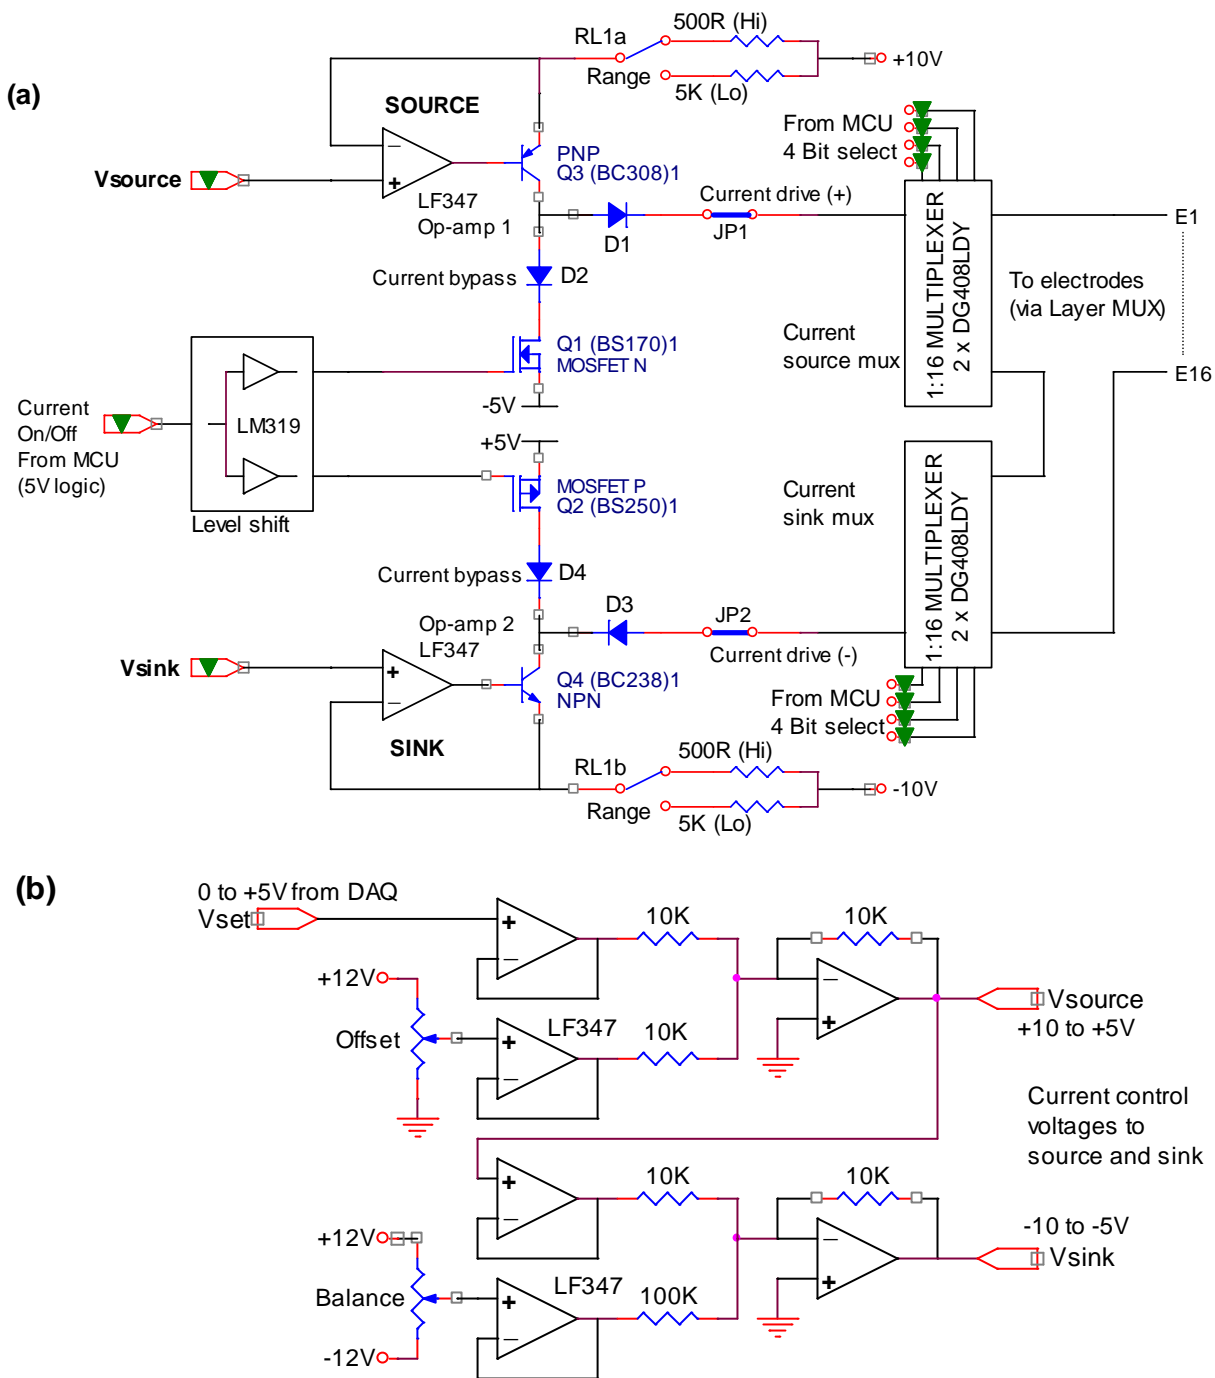 (a)
500R (Hi)
RL1a
+10V
Range
5K (Lo)
SOURCE
From MCU
4 Bit select
−
+
PNP
Q3 (BC308)1
Vsource
LF347
Op-amp 1
Current drive (+)
D1
JP1
E1
Current bypass
D2
1:16 MULTIPLEXER
2 x DG408LDY
To electrodes
(via Layer MUX)
Q1 (BS170)1
MOSFET N
Current
source mux
E16
-5V
Current
On/Off
From MCU
(5V logic)
LM319
Level shift
+5V
MOSFET P
Q2 (BS250)1
Current
sink mux
1:16 MULTIPLEXER
2 x DG408LDY
Current bypass
D4
D3
JP2
Op-amp 2
LF347
Current drive (-)
Vsink
+
−
Q4 (BC238)1
NPN
From MCU
4 Bit select
SINK
500R (Hi)
RL1b
-10V
Range
5K (Lo)
(b)
0 to +5V from DAQ
Vset
+
−
10K
10K
+12V
−
+
Vsource
+10 to +5V
Offset
+
−
LF347
10K
Current control
voltages to
source and sink
+
−
10K
10K
+12V
−
+
-10 to -5V
Vsink
Balance
+
−
LF347
100K
-12V